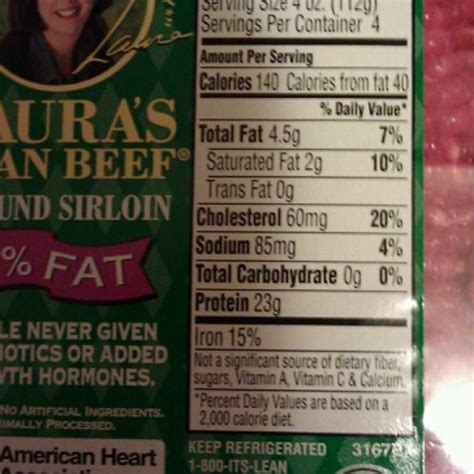 Laura
AURA'S
AN BEEF®
UND SIRLOIN
% FAT
LE NEVER GIVEN
IOTICS OR ADDED
TH HORMONES.
NO ARTIFICIAL INGREDIENTS.
IMALLY PROCESSED.
American Heart
Serving Size 4 oz. (112g)
Servings Per Container 4
Amount Per Serving
Calories 140 Calories from fat 40
% Daily Value*
Total Fat 4.5g 7%
Saturated Fat 2g 10%
Trans Fat 0g
Cholesterol 60mg 20%
Sodium 85mg 4%
Total Carbohydrate 0g 0%
Protein 23g
Iron 15%
Not a significant source of dietary fiber,
sugars, Vitamin A, Vitamin C & Calcium.
*Percent Daily Values are based on a
2,000 calorie diet.
KEEP REFRIGERATED
1-800-ITS-LEAN